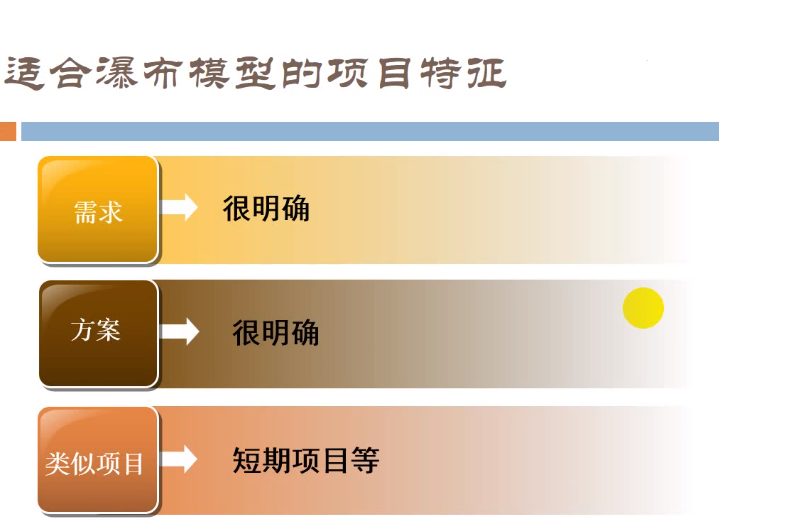 适合瀑布模型的项目特征
需求
很明确
方案
很明确
类似项目
短期项目等